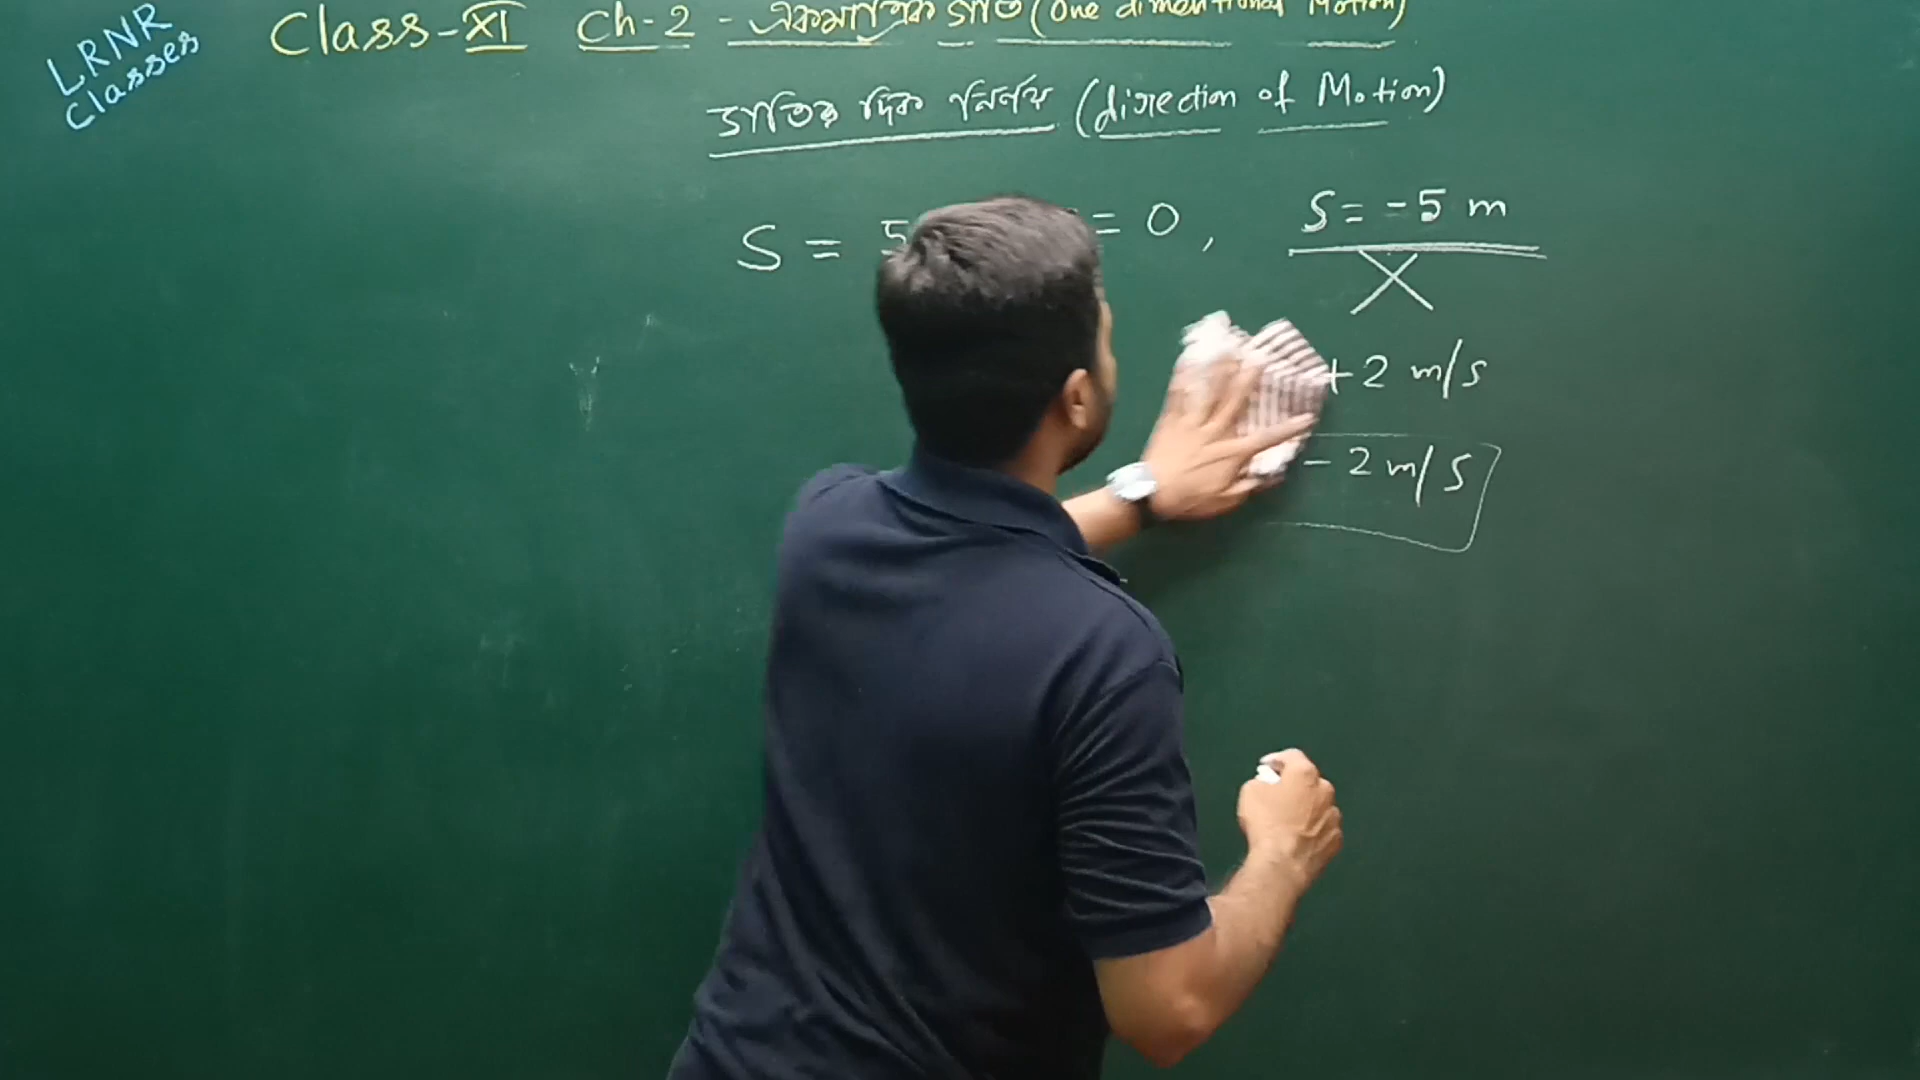 LRNR
Classes
Class-XI Ch-2 - একমাত্রিক গতি (One dimentional Motion)
গতির দিক নির্ণয় (direction of Motion)
S = 5 = 0 , S = -5 m
+ 2 m/s
- 2 m/s